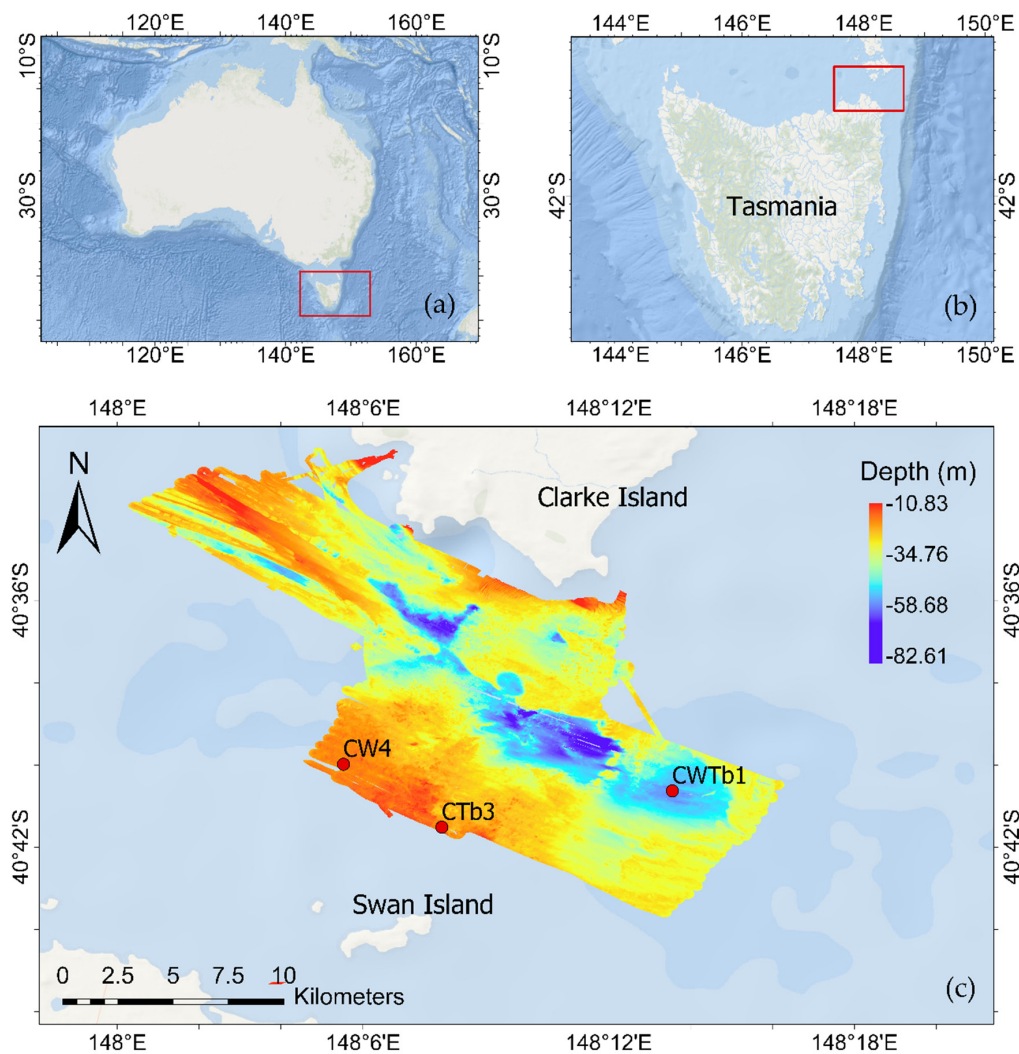 120°E 140°E 160°E
10°S 10°S
30°S 30°S
(a)
120°E 140°E 160°E
144°E 146°E 148°E 150°E
42°S 42°S
Tasmania
(b)
144°E 146°E 148°E 150°E
148°E 148°6'E 148°12'E 148°18'E
N
Clarke Island
Depth (m)
-10.83
-34.76
-58.68
-82.61
40°36'S 40°36'S
CW4
CWTb1
CTb3
40°42'S 40°42'S
Swan Island
0 2.5 5 7.5 10
Kilometers
(c)
148°E 148°6'E 148°12'E 148°18'E